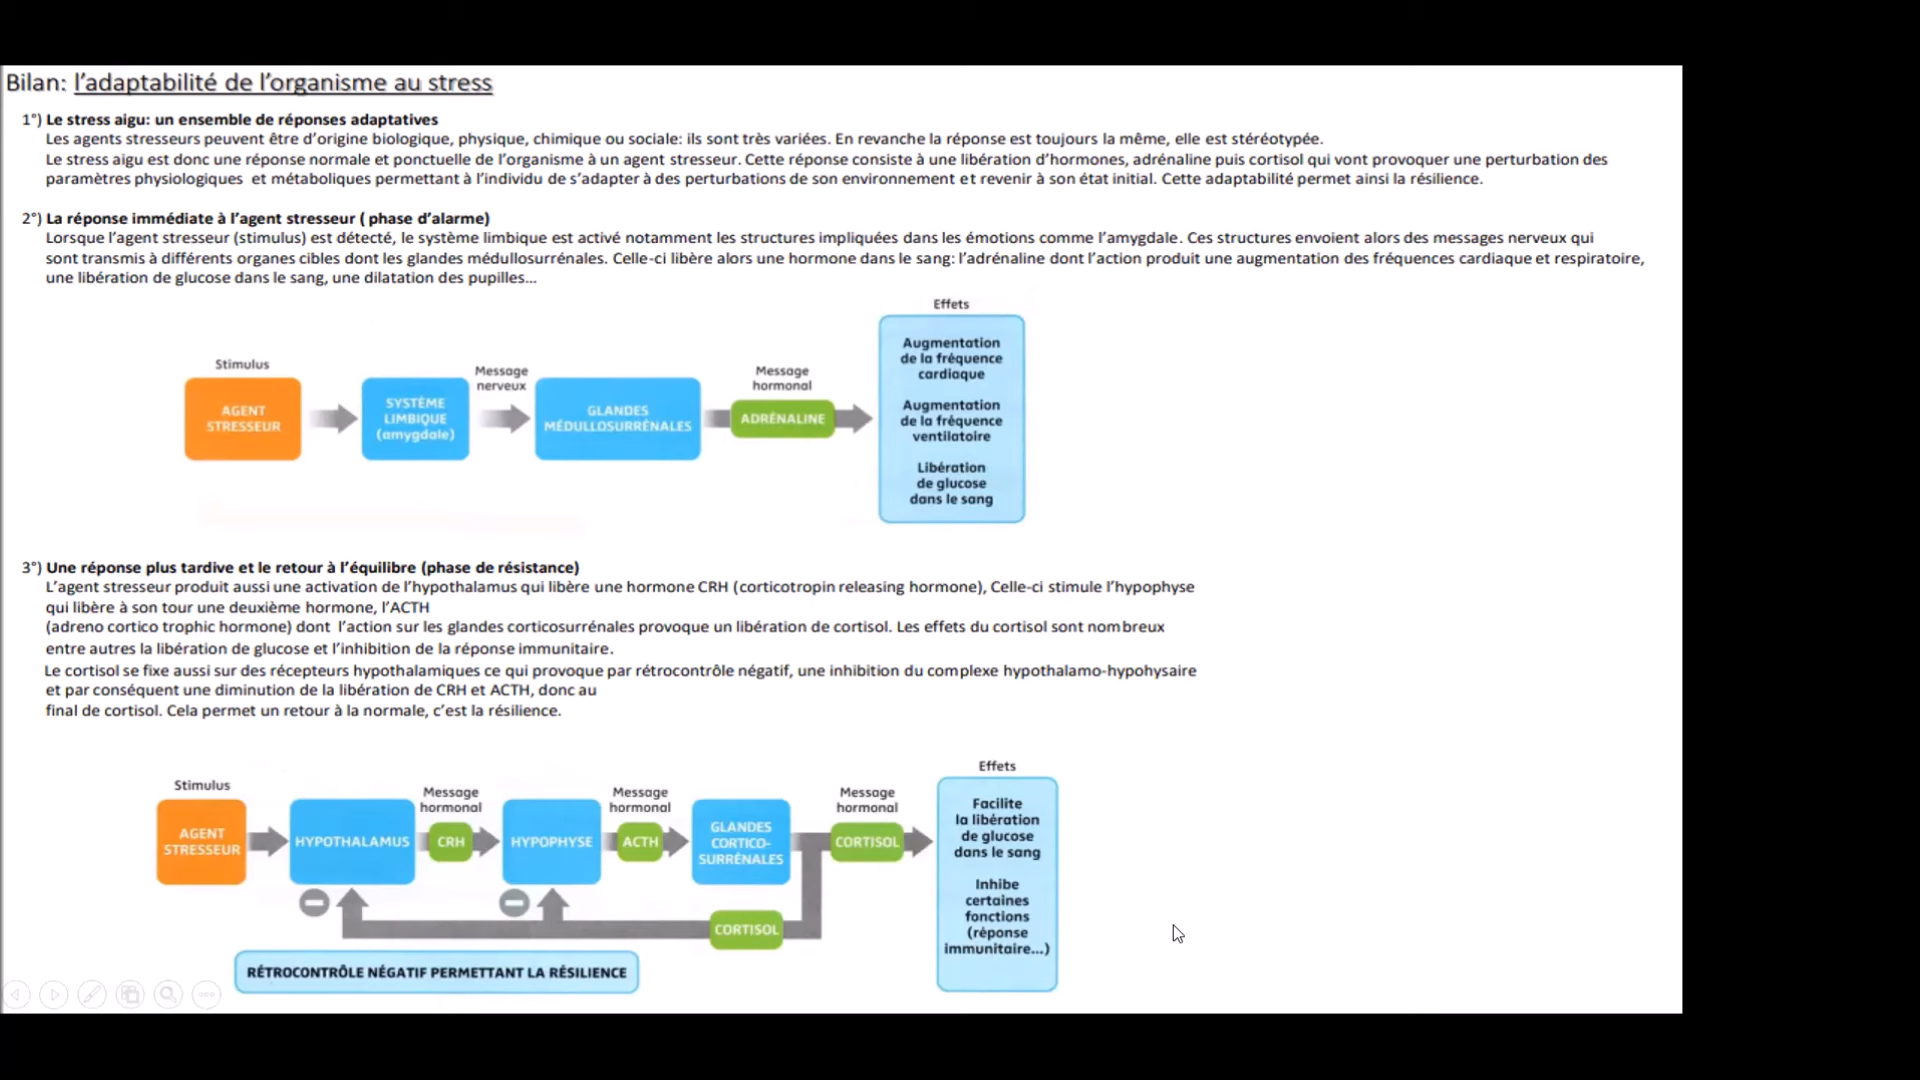 Bilan: l’adaptabilité de l’organisme au stress
1°) Le stress aigu: un ensemble de réponses adaptatives
Les agents stresseurs peuvent être d’origine biologique, physique, chimique ou sociale: ils sont très variées. En revanche la réponse est toujours la même, elle est stéréotypée.
Le stress aigu est donc une réponse normale et ponctuelle de l’organisme à un agent stresseur. Cette réponse consiste à une libération d’hormones, adrénaline puis cortisol qui vont provoquer une perturbation des
paramètres physiologiques et métaboliques permettant à l’individu de s’adapter à des perturbations de son environnement et revenir à son état initial. Cette adaptabilité permet ainsi la résilience.
2°) La réponse immédiate à l’agent stresseur ( phase d’alarme)
Lorsque l’agent stresseur (stimulus) est détecté, le système limbique est activé notamment les structures impliquées dans les émotions comme l’amygdale. Ces structures envoient alors des messages nerveux qui
sont transmis à différents organes cibles dont les glandes médullosurrénales. Celle-ci libère alors une hormone dans le sang: l’adrénaline dont l’action produit une augmentation des fréquences cardiaque et respiratoire,
une libération de glucose dans le sang, une dilatation des pupilles...
Stimulus
AGENT
STRESSEUR
SYSTÈME
LIMBIQUE
(amygdale)
Message
nerveux
GLANDES
MÉDULLOSURRÉNALES
Message
hormonal
ADRÉNALINE
Effets
Augmentation
de la fréquence
cardiaque
Augmentation
de la fréquence
ventilatoire
Libération
de glucose
dans le sang
3°) Une réponse plus tardive et le retour à l’équilibre (phase de résistance)
L’agent stresseur produit aussi une activation de l’hypothalamus qui libère une hormone CRH (corticotropin releasing hormone), Celle-ci stimule l’hypophyse
qui libère à son tour une deuxième hormone, l’ACTH
(adreno cortico trophic hormone) dont l’action sur les glandes corticosurrénales provoque un libération de cortisol. Les effets du cortisol sont nombreux
entre autres la libération de glucose et l’inhibition de la réponse immunitaire.
Le cortisol se fixe aussi sur des récepteurs hypothalamiques ce qui provoque par rétrocontrôle négatif, une inhibition du complexe hypothalamo-hypohysaire
et par conséquent une diminution de la libération de CRH et ACTH, donc au
final de cortisol. Cela permet un retour à la normale, c’est la résilience.
Stimulus
AGENT
STRESSEUR
HYPOTHALAMUS
Message
hormonal
CRH
HYPOPHYSE
Message
hormonal
ACTH
GLANDES
CORTICO-
SURRÉNALES
Message
hormonal
CORTISOL
Effets
Facilite
la libération
de glucose
dans le sang
Inhibe
certaines
fonctions
(réponse
immunitaire...)
CORTISOL
RÉTROCONTRÔLE NÉGATIF PERMETTANT LA RÉSILIENCE